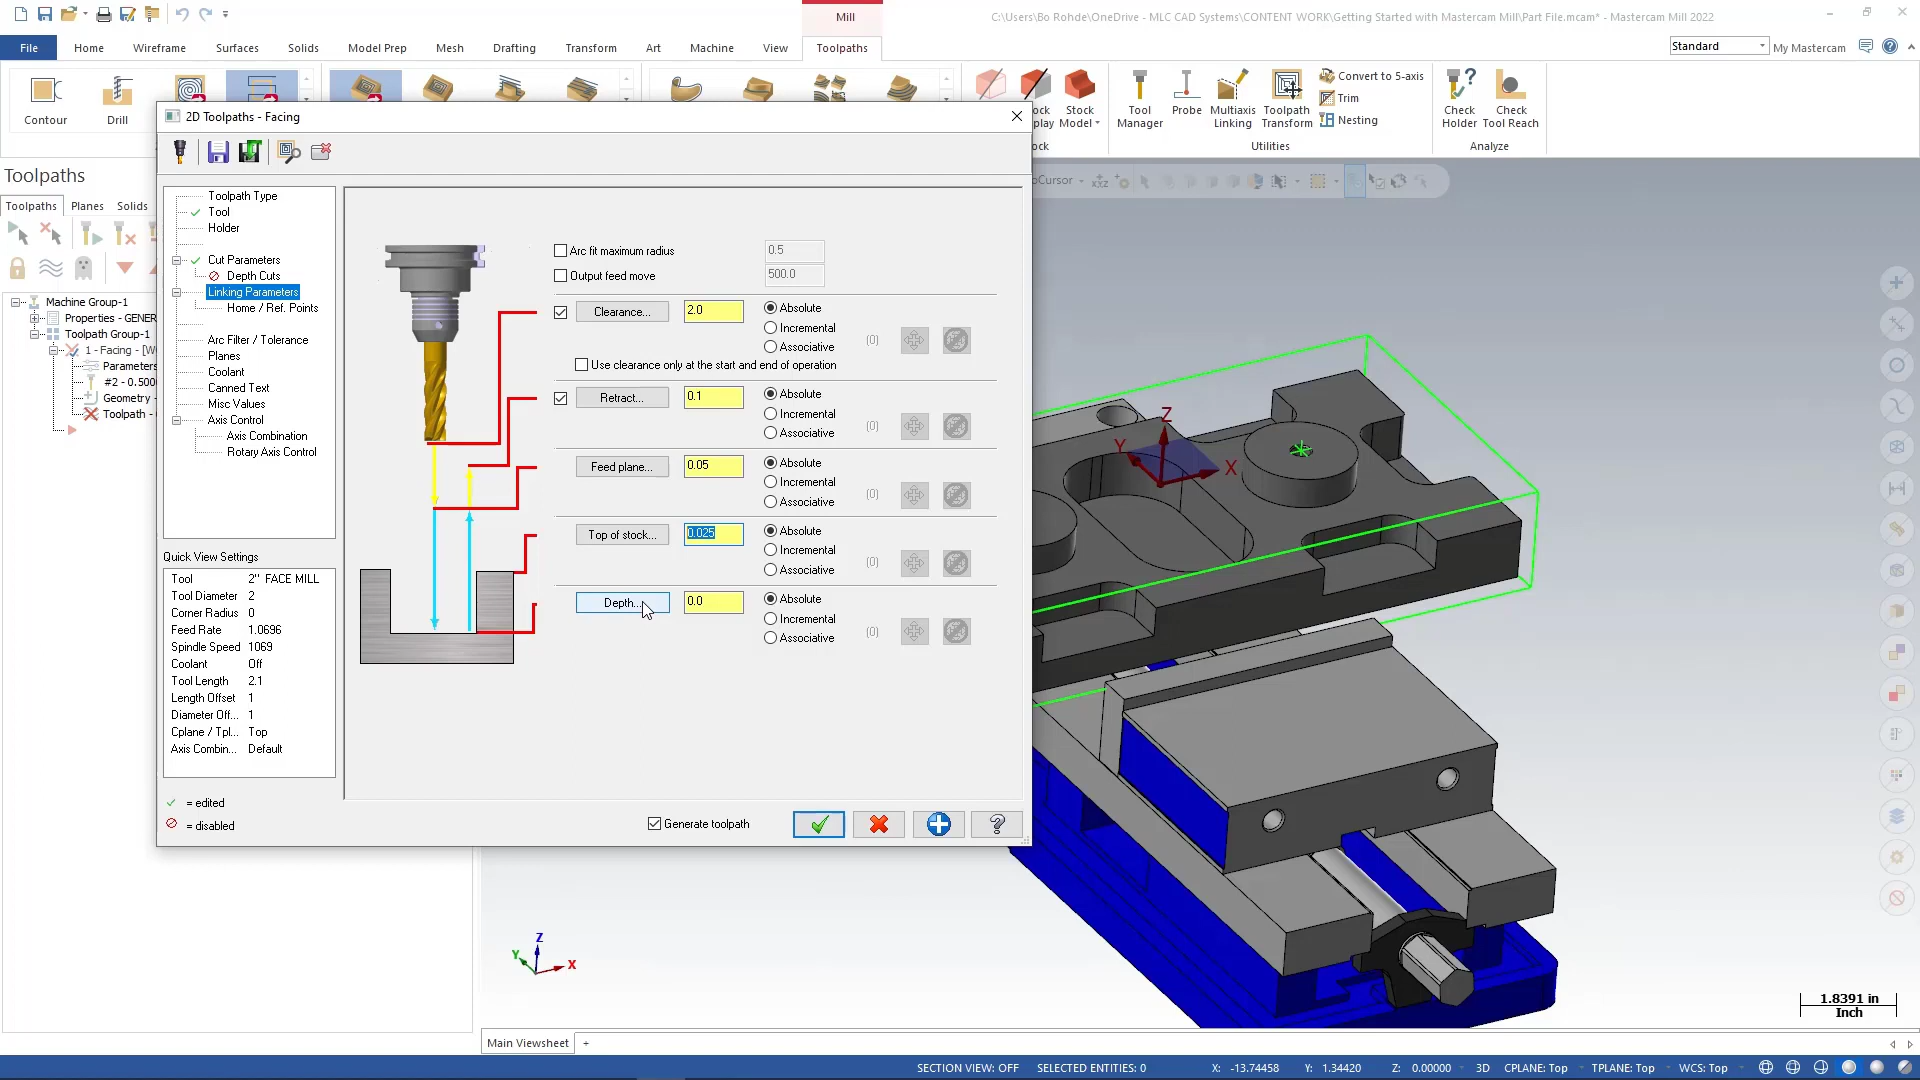 Mill
C:\Users\Bo Rohde\OneDrive - MLC CAD Systems\CONTENT WORK\Getting Started with Mastercam Mill\Part File.mcam* - Mastercam Mill 2022
File Home Wireframe Surfaces Solids Model Prep Mesh Drafting Transform Art Machine View Toolpaths
Standard My Mastercam
Contour Drill
Stock Model
Tool Manager
Probe
Multiaxis Linking
Toolpath Transform
Convert to 5-axis
Trim
Nesting
Utilities
Check Holder
Check Tool Reach
Analyze
2D Toolpaths - Facing
Toolpaths
Toolpaths Planes Solids
Machine Group-1
Properties - GENER
Toolpath Group-1
1 - Facing - [W
Parameters
#2 - 0.500
Geometry -
Toolpath -
Toolpath Type
Tool
Holder
Cut Parameters
Depth Cuts
Linking Parameters
Home / Ref. Points
Arc Filter / Tolerance
Planes
Coolant
Canned Text
Misc Values
Axis Control
Axis Combination
Rotary Axis Control
Quick View Settings
Tool 2" FACE MILL
Tool Diameter 2
Corner Radius 0
Feed Rate 1.0696
Spindle Speed 1069
Coolant Off
Tool Length 2.1
Length Offset 1
Diameter Off... 1
Cplane / Tpl... Top
Axis Combin... Default
= edited
= disabled
Arc fit maximum radius 0.5
Output feed move 500.0
Clearance... 2.0 Absolute
Incremental
Associative (0)
Use clearance only at the start and end of operation
Retract... 0.1 Absolute
Incremental
Associative (0)
Feed plane... 0.05 Absolute
Incremental
Associative (0)
Top of stock... 0.025 Absolute
Incremental
Associative (0)
Depth... 0.0 Absolute
Incremental
Associative (0)
Generate toolpath
Z
Y
X
Z
Y
X
1.8391 in
Inch
Main Viewsheet +
SECTION VIEW: OFF SELECTED ENTITIES: 0 X: -13.74458 Y: 1.34420 Z: 0.00000 3D CPLANE: Top TPLANE: Top WCS: Top